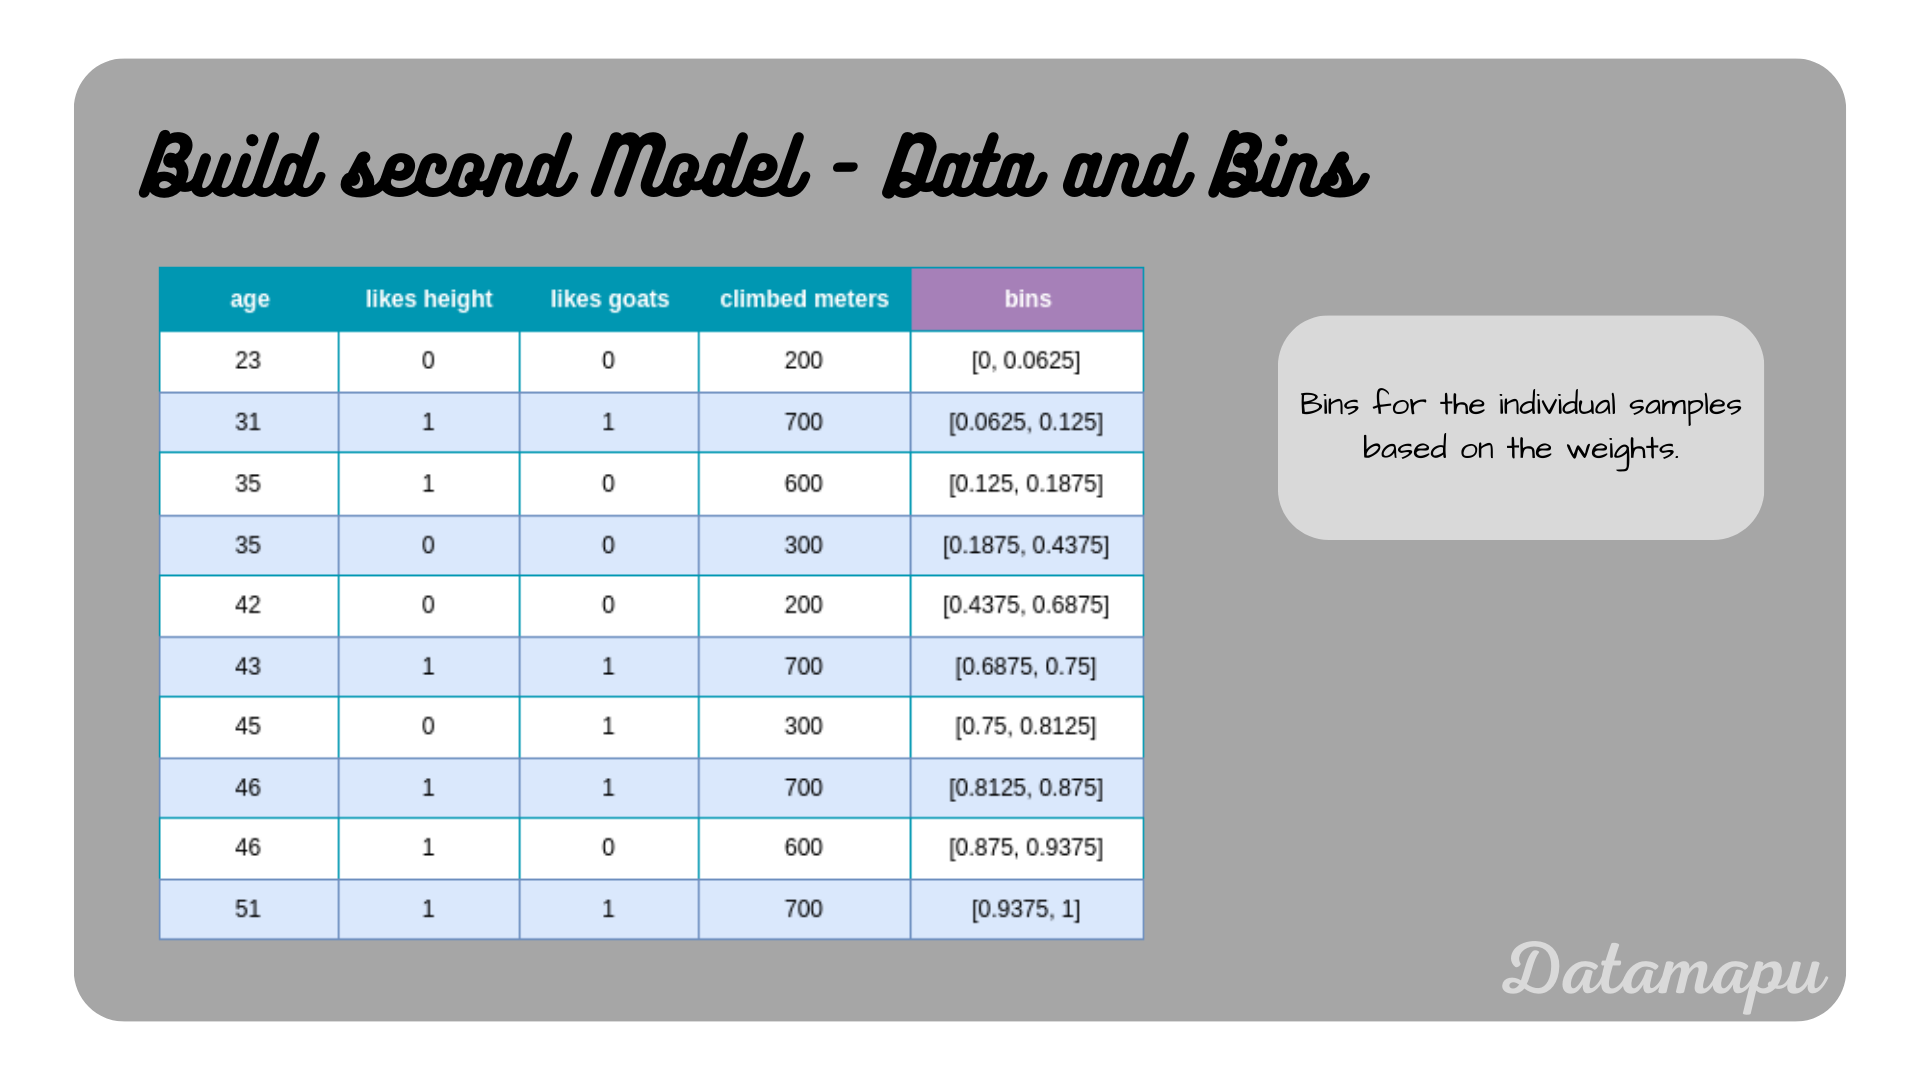 Build second Model - Data and Bins
age likes height likes goats climbed meters bins
23 0 0 200 [0, 0.0625]
31 1 1 700 [0.0625, 0.125]
35 1 0 600 [0.125, 0.1875]
35 0 0 300 [0.1875, 0.4375]
42 0 0 200 [0.4375, 0.6875]
43 1 1 700 [0.6875, 0.75]
45 0 1 300 [0.75, 0.8125]
46 1 1 700 [0.8125, 0.875]
46 1 0 600 [0.875, 0.9375]
51 1 1 700 [0.9375, 1]
Bins for the individual samples
based on the weights.
Datamapu